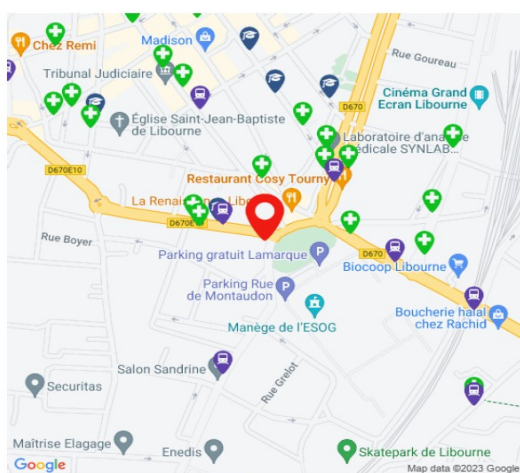 Chez Remi
Madison
Rue Goureau
Tribunal Judiciaire
Cinéma Grand
Ecran Libourne
D670
Église Saint-Jean-Baptiste
de Libourne
Laboratoire d'ana
médicale SYNLAB...
D670E10
Restaurant Cosy Tourny
La Renais
Libo
D670E
Rue Boyer
Parking gratuit Lamarque
D670
Biocoop Libourne
Parking Rue
de Montaudon
Manège de l'ESOG
Boucherie halal
chez Rachid
Salon Sandrine
Rue Grelot
Securitas
Maîtrise Elagage
Enedis
Skatepark de Libourne
Google
Map data ©2023 Google